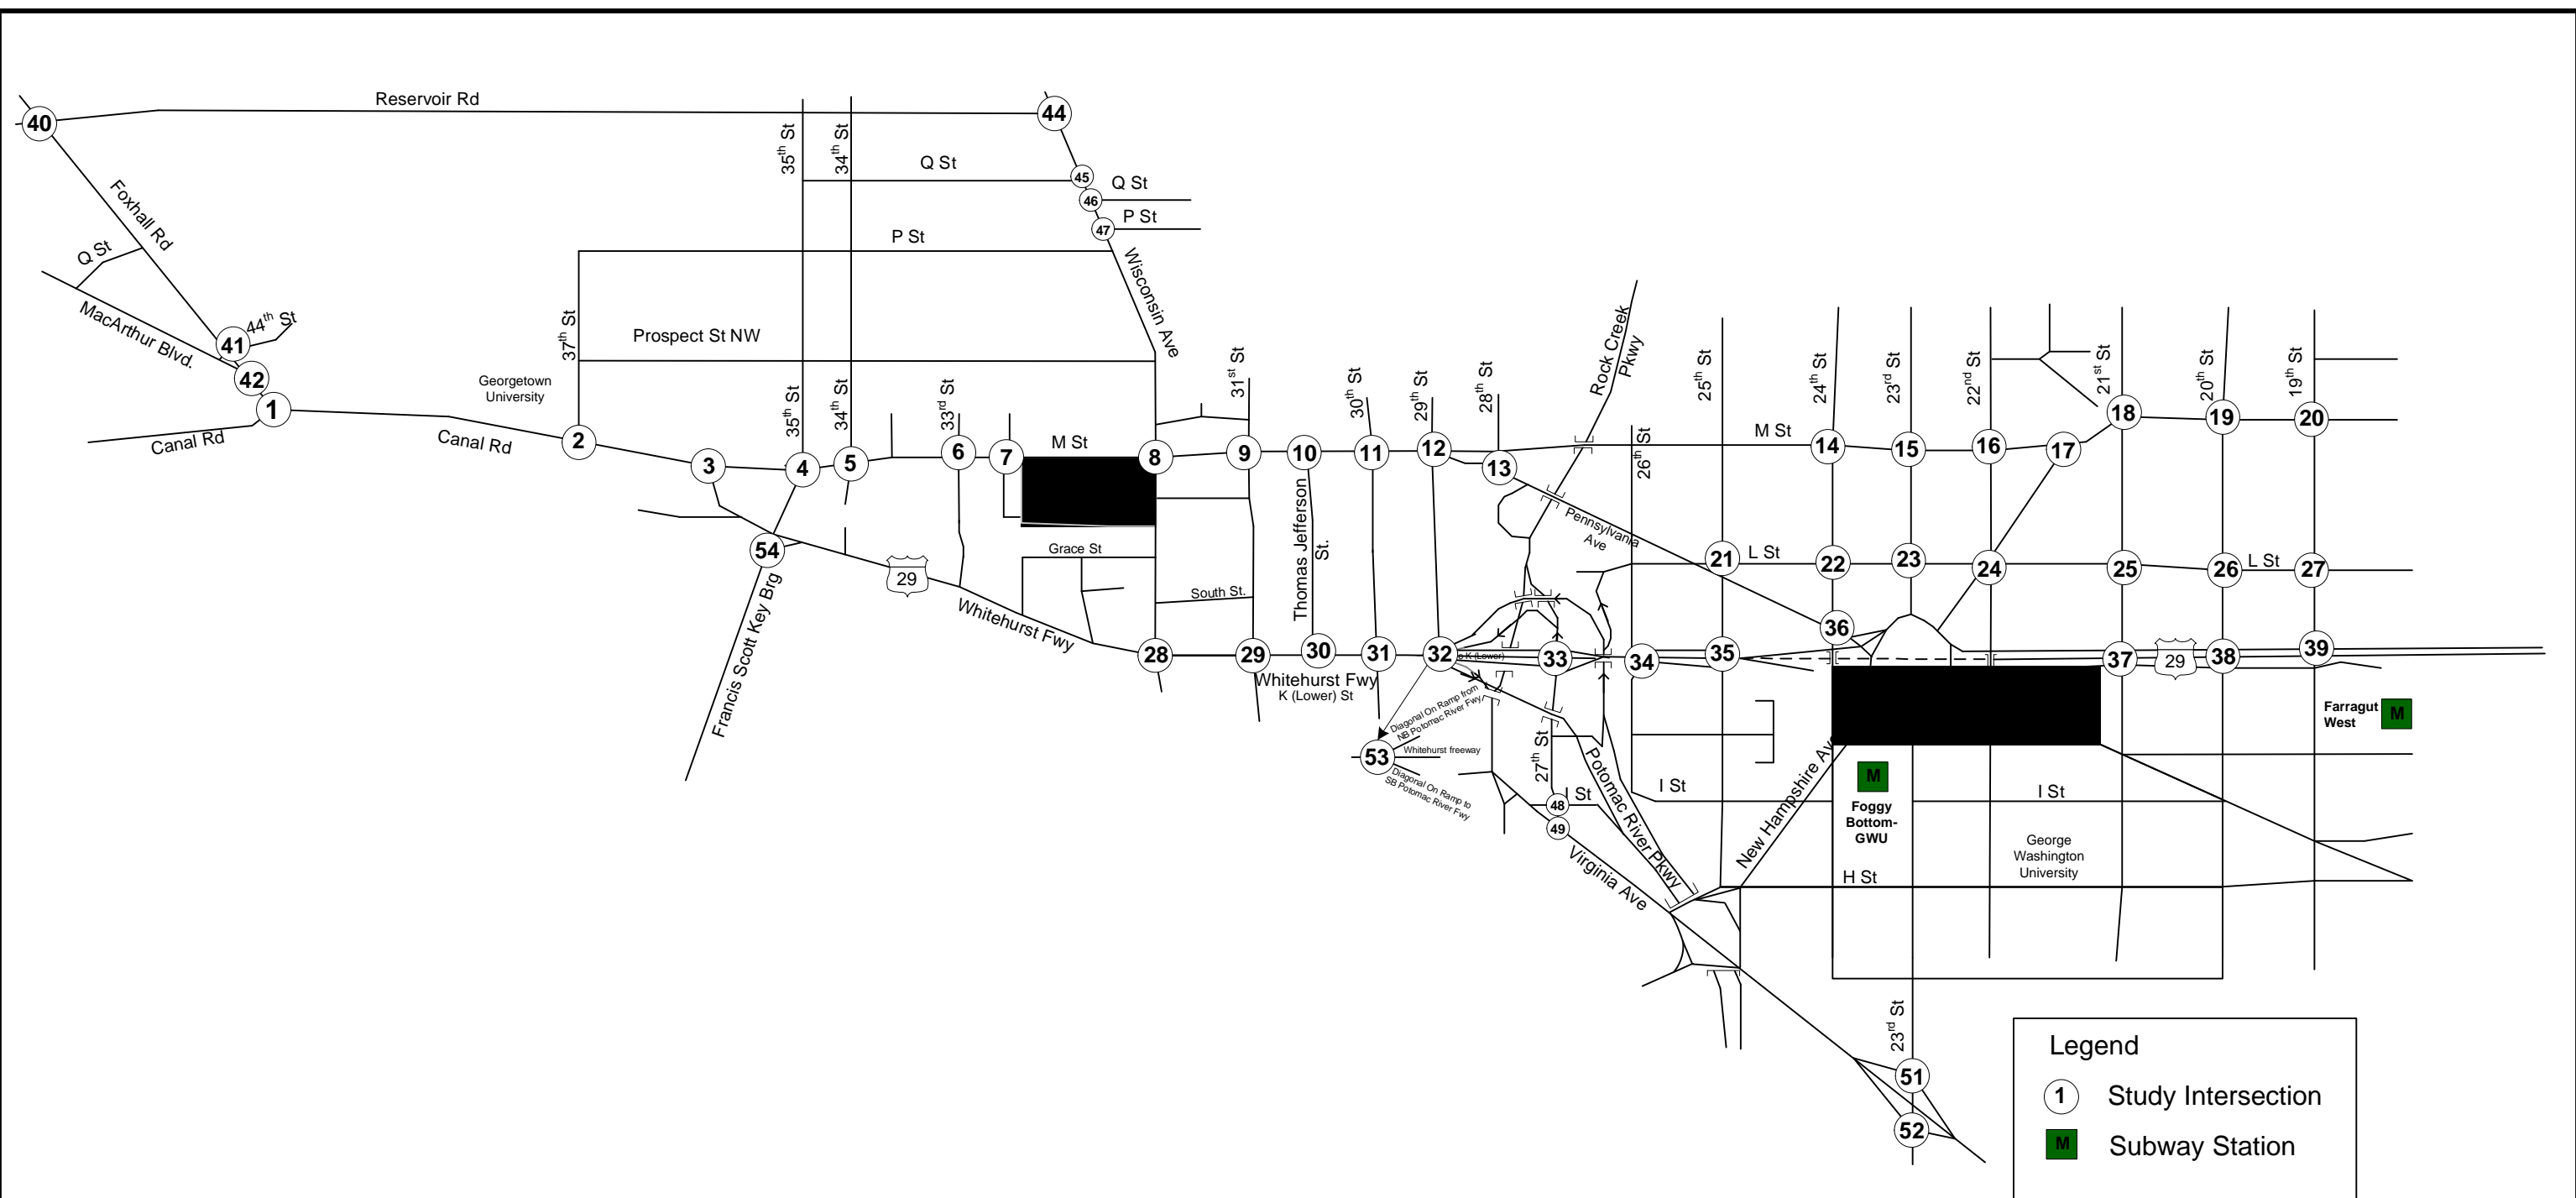 Reservoir Rd
40
44
35th St
34th St
Q St
45
Q St
46
P St
47
P St
Foxhall Rd
Q St
MacArthur Blvd.
44th St
41
42
1
Canal Rd
Canal Rd
Georgetown
University
37th St
Prospect St NW
Wisconsin Ave
35th St
34th St
33rd St
31st St
30th St
29th St
28th St
Rock Creek
Pkwy
25th St
24th St
23rd St
22nd St
21st St
20th St
19th St
2
3
4
5
6
7
M St
8
9
10
11
12
13
26th St
M St
14
15
16
17
18
19
20
54
29
Francis Scott Key Brg
Whitehurst Fwy
Grace St
South St.
Thomas Jefferson
St.
Pennsylvania
Ave
21
L St
22
23
24
25
26
L St
27
28
29
30
31
32
o K (Lower)
33
34
35
36
37
29
38
39
Whitehurst Fwy
K (Lower) St
Diagonal On Ramp from
NB Potomac River Fwy
53
Whitehurst freeway
Diagonal On Ramp to
SB Potomac River Fwy
27th St
48
I St
49
Potomac River Pkwy
Virginia Ave
I St
New Hampshire Av
M
Foggy
Bottom-
GWU
I St
George
Washington
University
H St
Farragut
West
M
23rd St
51
52
Legend
1
Study Intersection
M
Subway Station